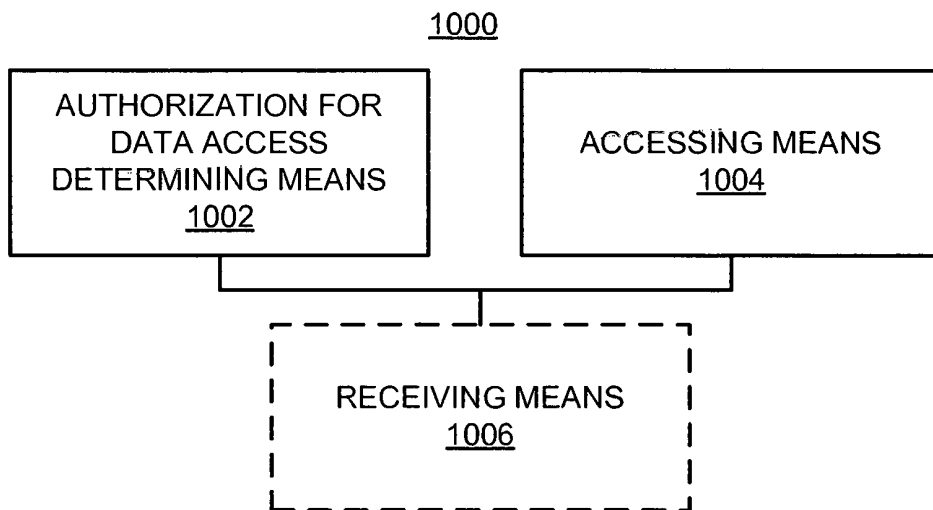 1000
AUTHORIZATION FOR
DATA ACCESS
DETERMINING MEANS
1002
ACCESSING MEANS
1004
RECEIVING MEANS
1006